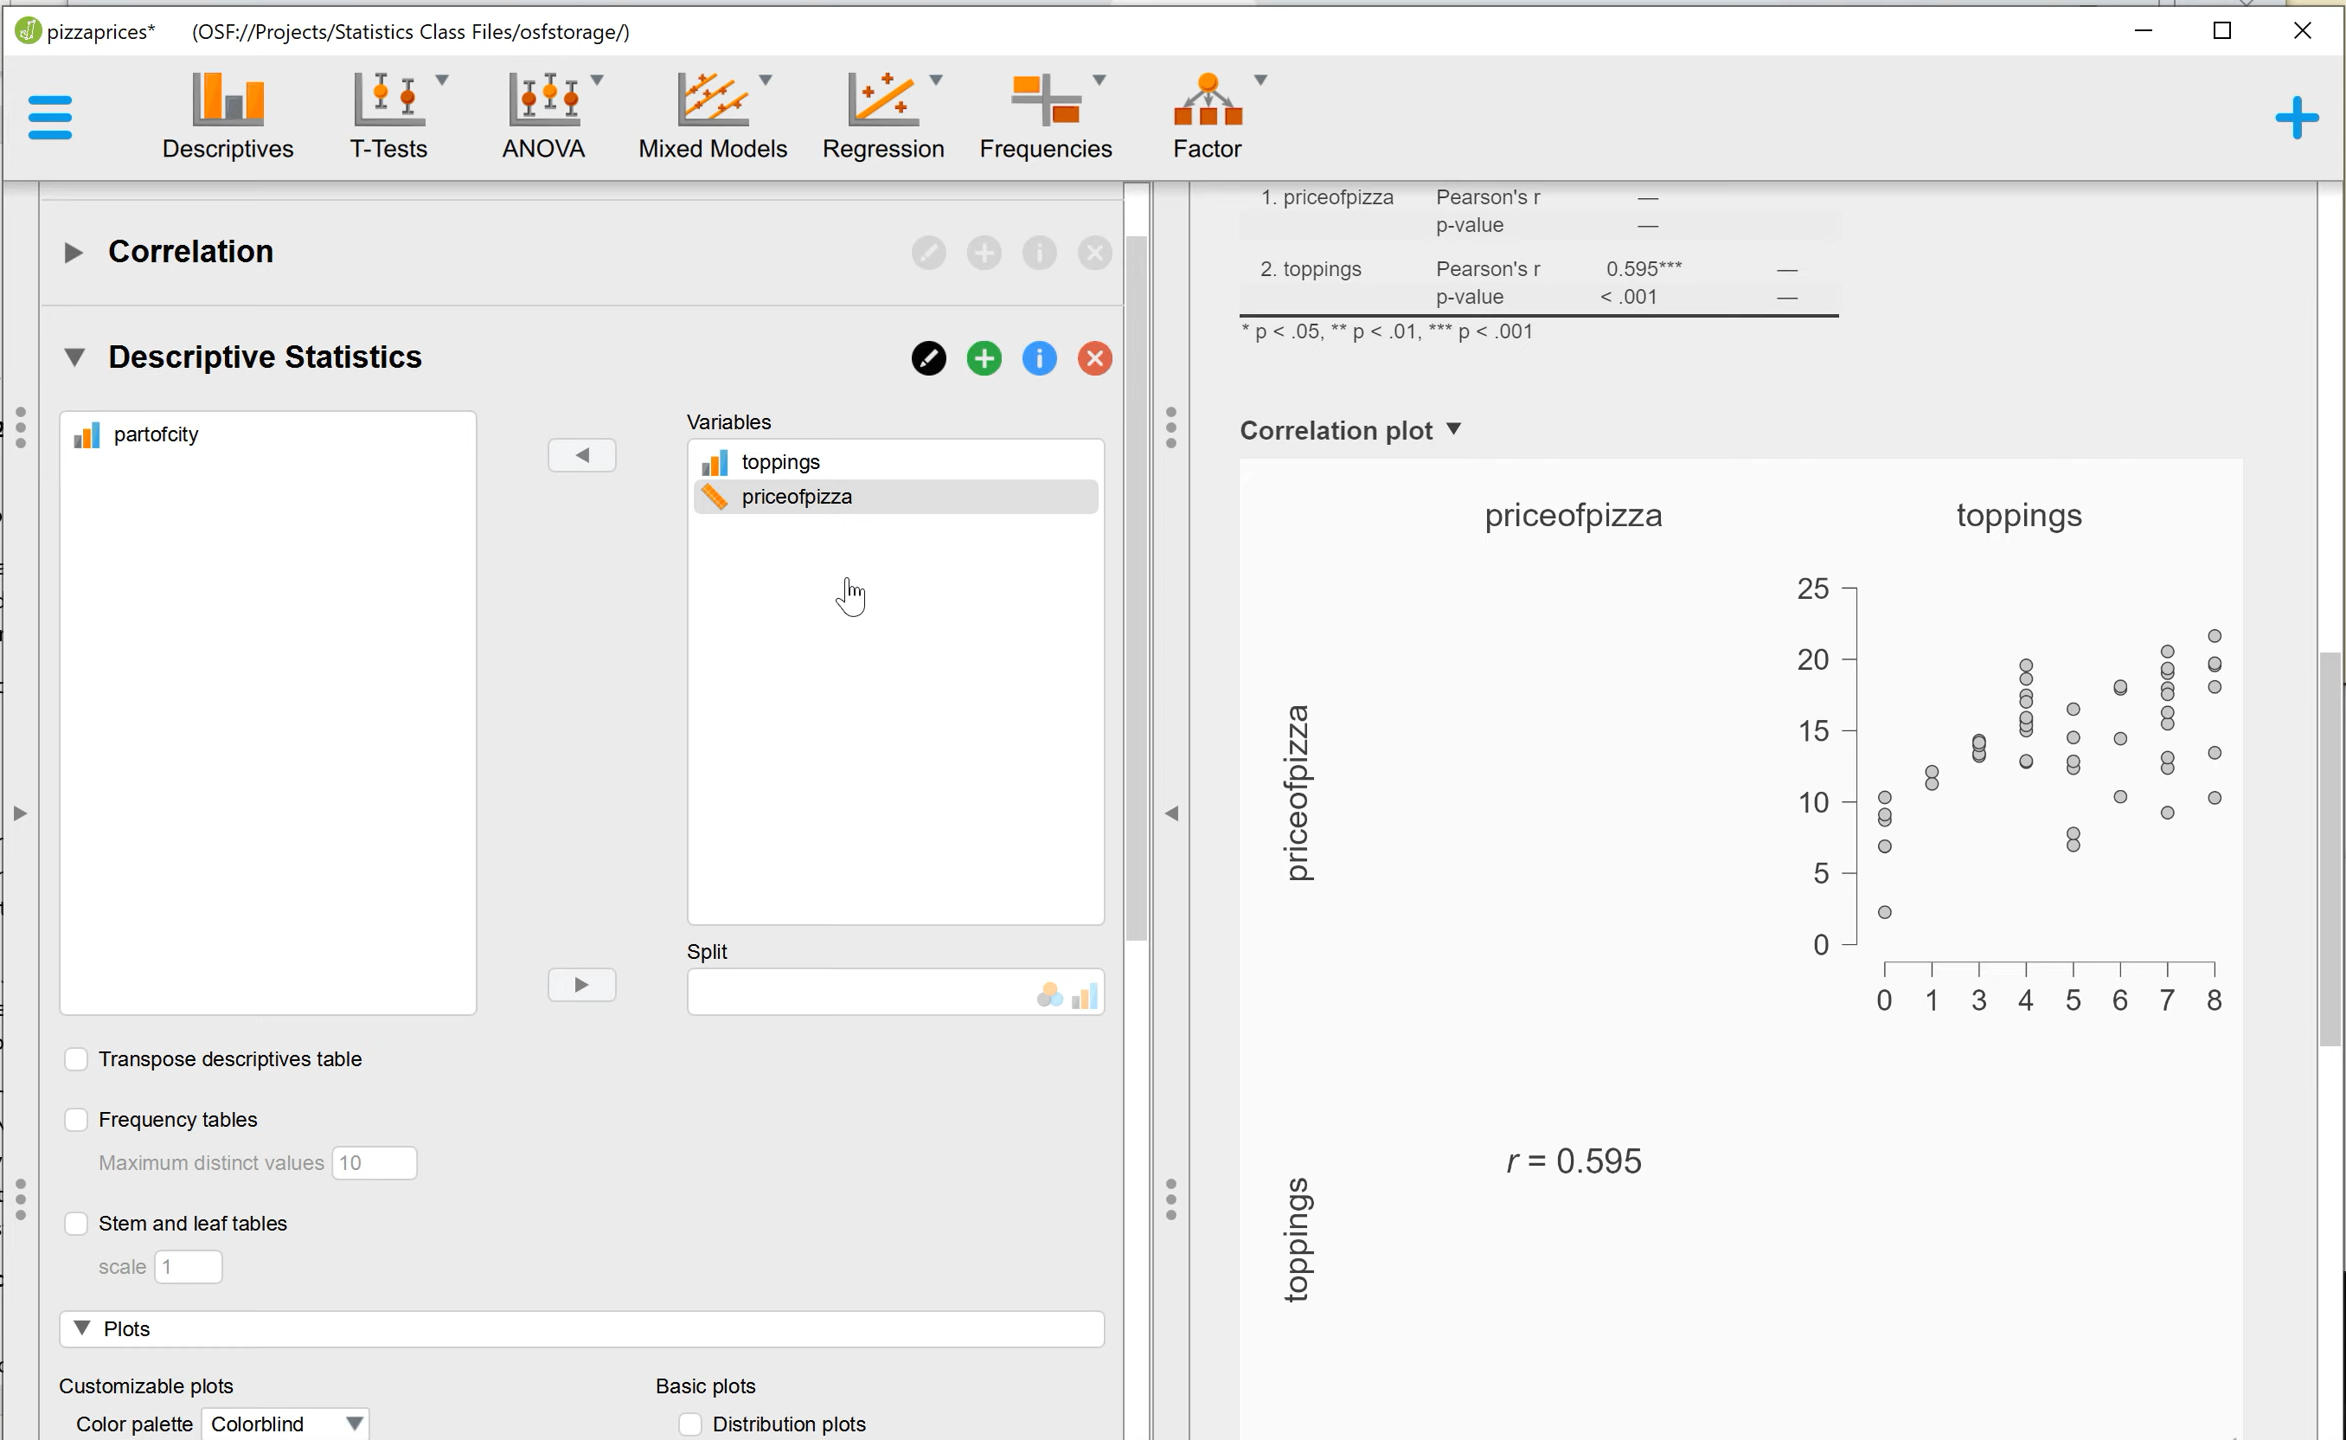 pizzaprices* (OSF://Projects/Statistics Class Files/osfstorage/)
Descriptives T-Tests ANOVA Mixed Models Regression Frequencies Factor
Correlation
Descriptive Statistics
partofcity
Variables
toppings
priceofpizza
Split
Transpose descriptives table
Frequency tables
Maximum distinct values 10
Stem and leaf tables
scale 1
Plots
Customizable plots
Color palette Colorblind
Basic plots
Distribution plots
1. priceofpizza Pearson's r —
p-value —
2. toppings Pearson's r 0.595*** —
p-value < .001 —
* p < .05, ** p < .01, *** p < .001
Correlation plot
priceofpizza toppings
priceofpizza
25
20
15
10
5
0
0 1 3 4 5 6 7 8
toppings
r = 0.595